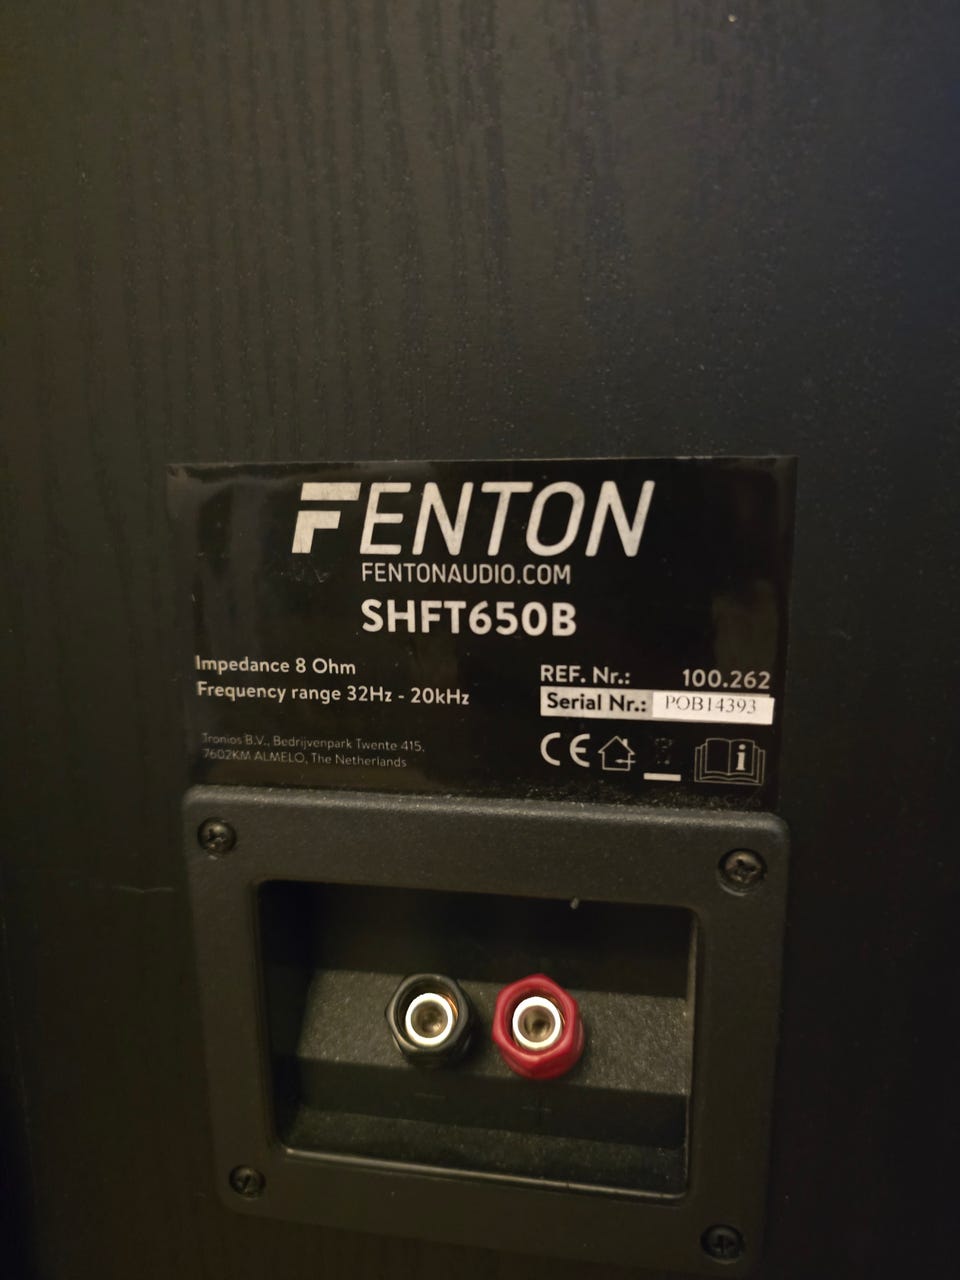 FENTON
FENTONAUDIO.COM
SHFT650B
Impedance 8 Ohm
Frequency range 32Hz - 20kHz
REF. Nr.: 100.262
Serial Nr.: POB14393
Tronios B.V., Bedrijvenpark Twente 415,
7602KM ALMELO, The Netherlands
CE
i
- +